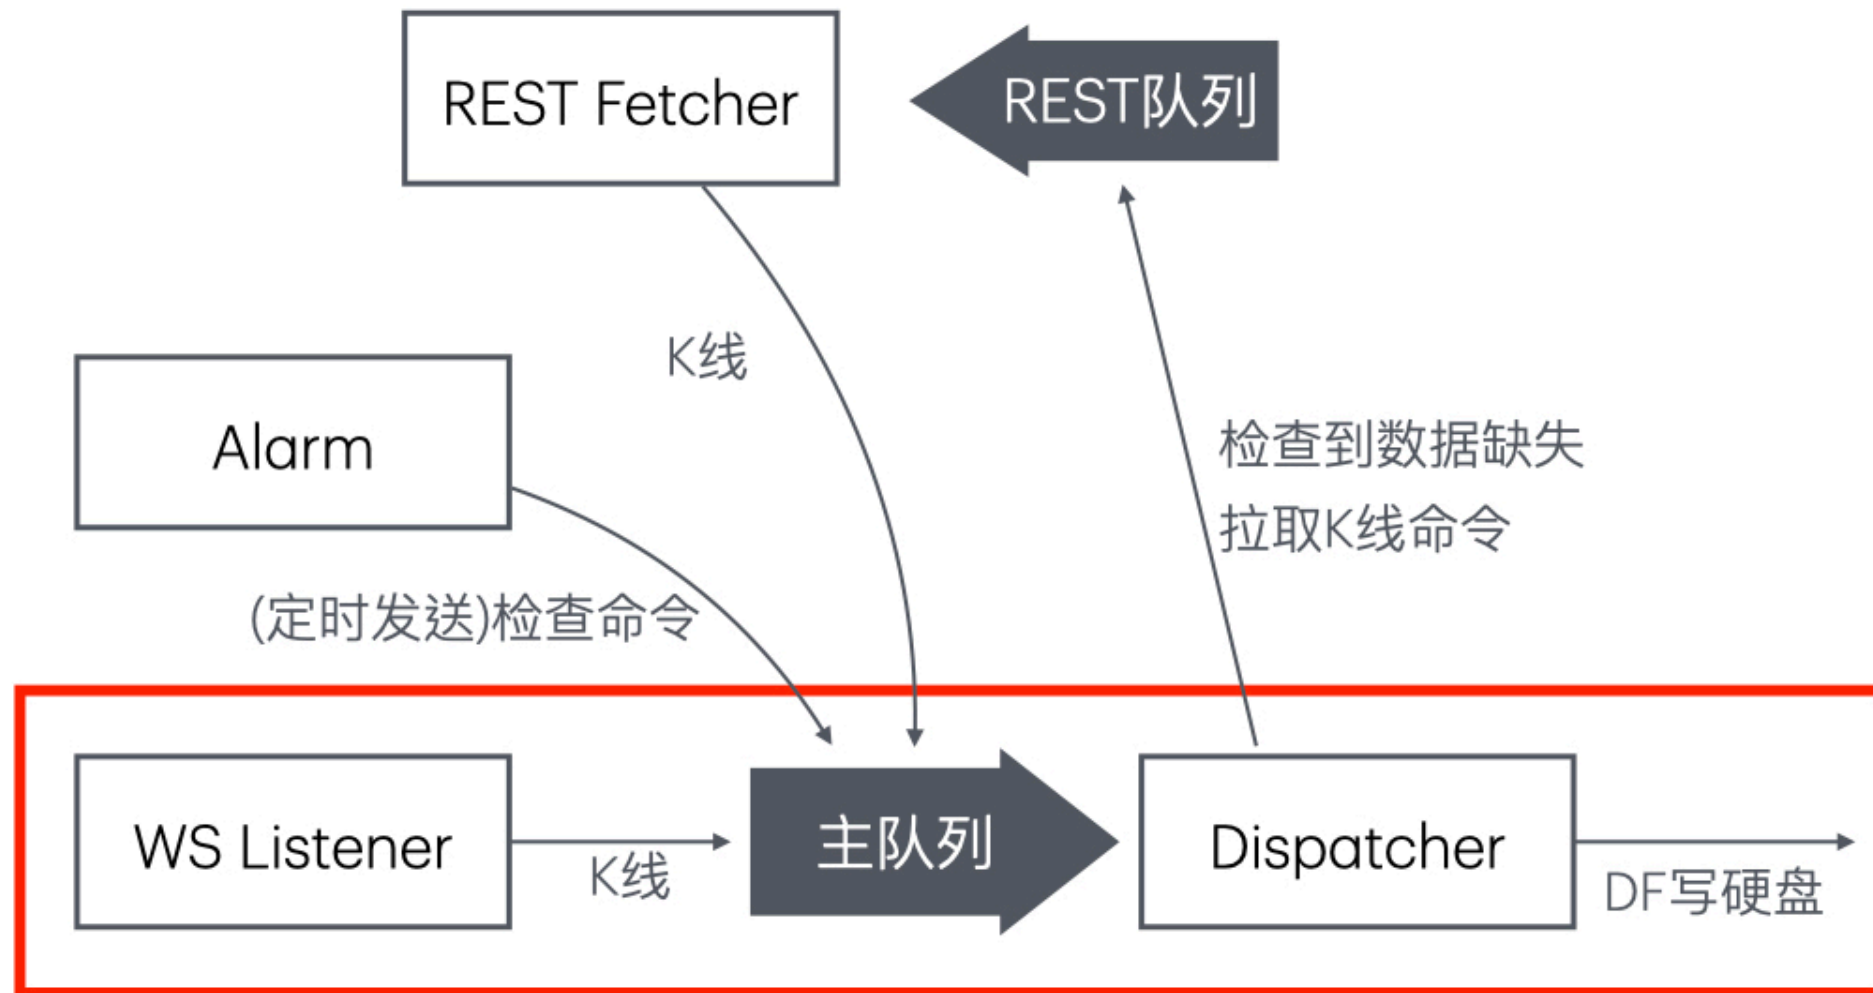 REST Fetcher
REST队列
K线
Alarm
检查到数据缺失
拉取K线命令
(定时发送)检查命令
WS Listener
K线
主队列
Dispatcher
DF写硬盘